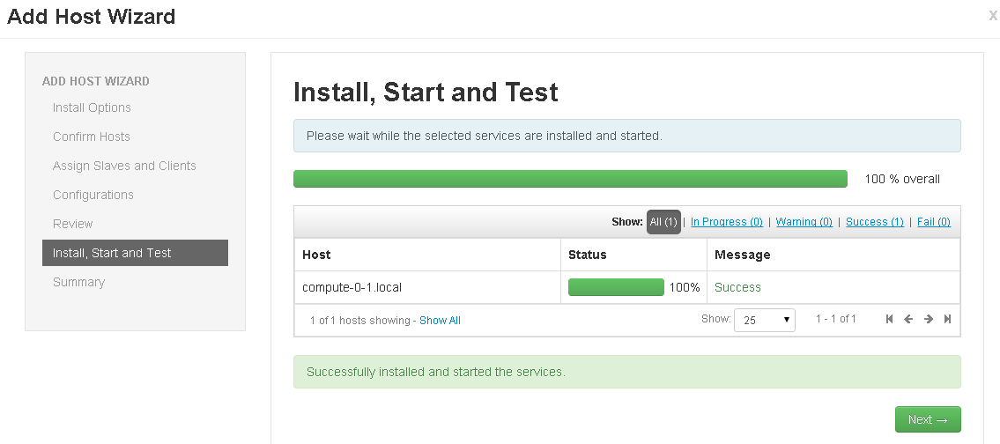 Add Host Wizard
x
ADD HOST WIZARD
Install Options
Confirm Hosts
Assign Slaves and Clients
Configurations
Review
Install, Start and Test
Summary
Install, Start and Test
Please wait while the selected services are installed and started.
100 % overall
Show: All (1) | In Progress (0) | Warning (0) | Success (1) | Fail (0)
Host Status Message
compute-0-1.local 100% Success
1 of 1 hosts showing - Show All Show: 25 1 - 1 of 1
Successfully installed and started the services.
Next →